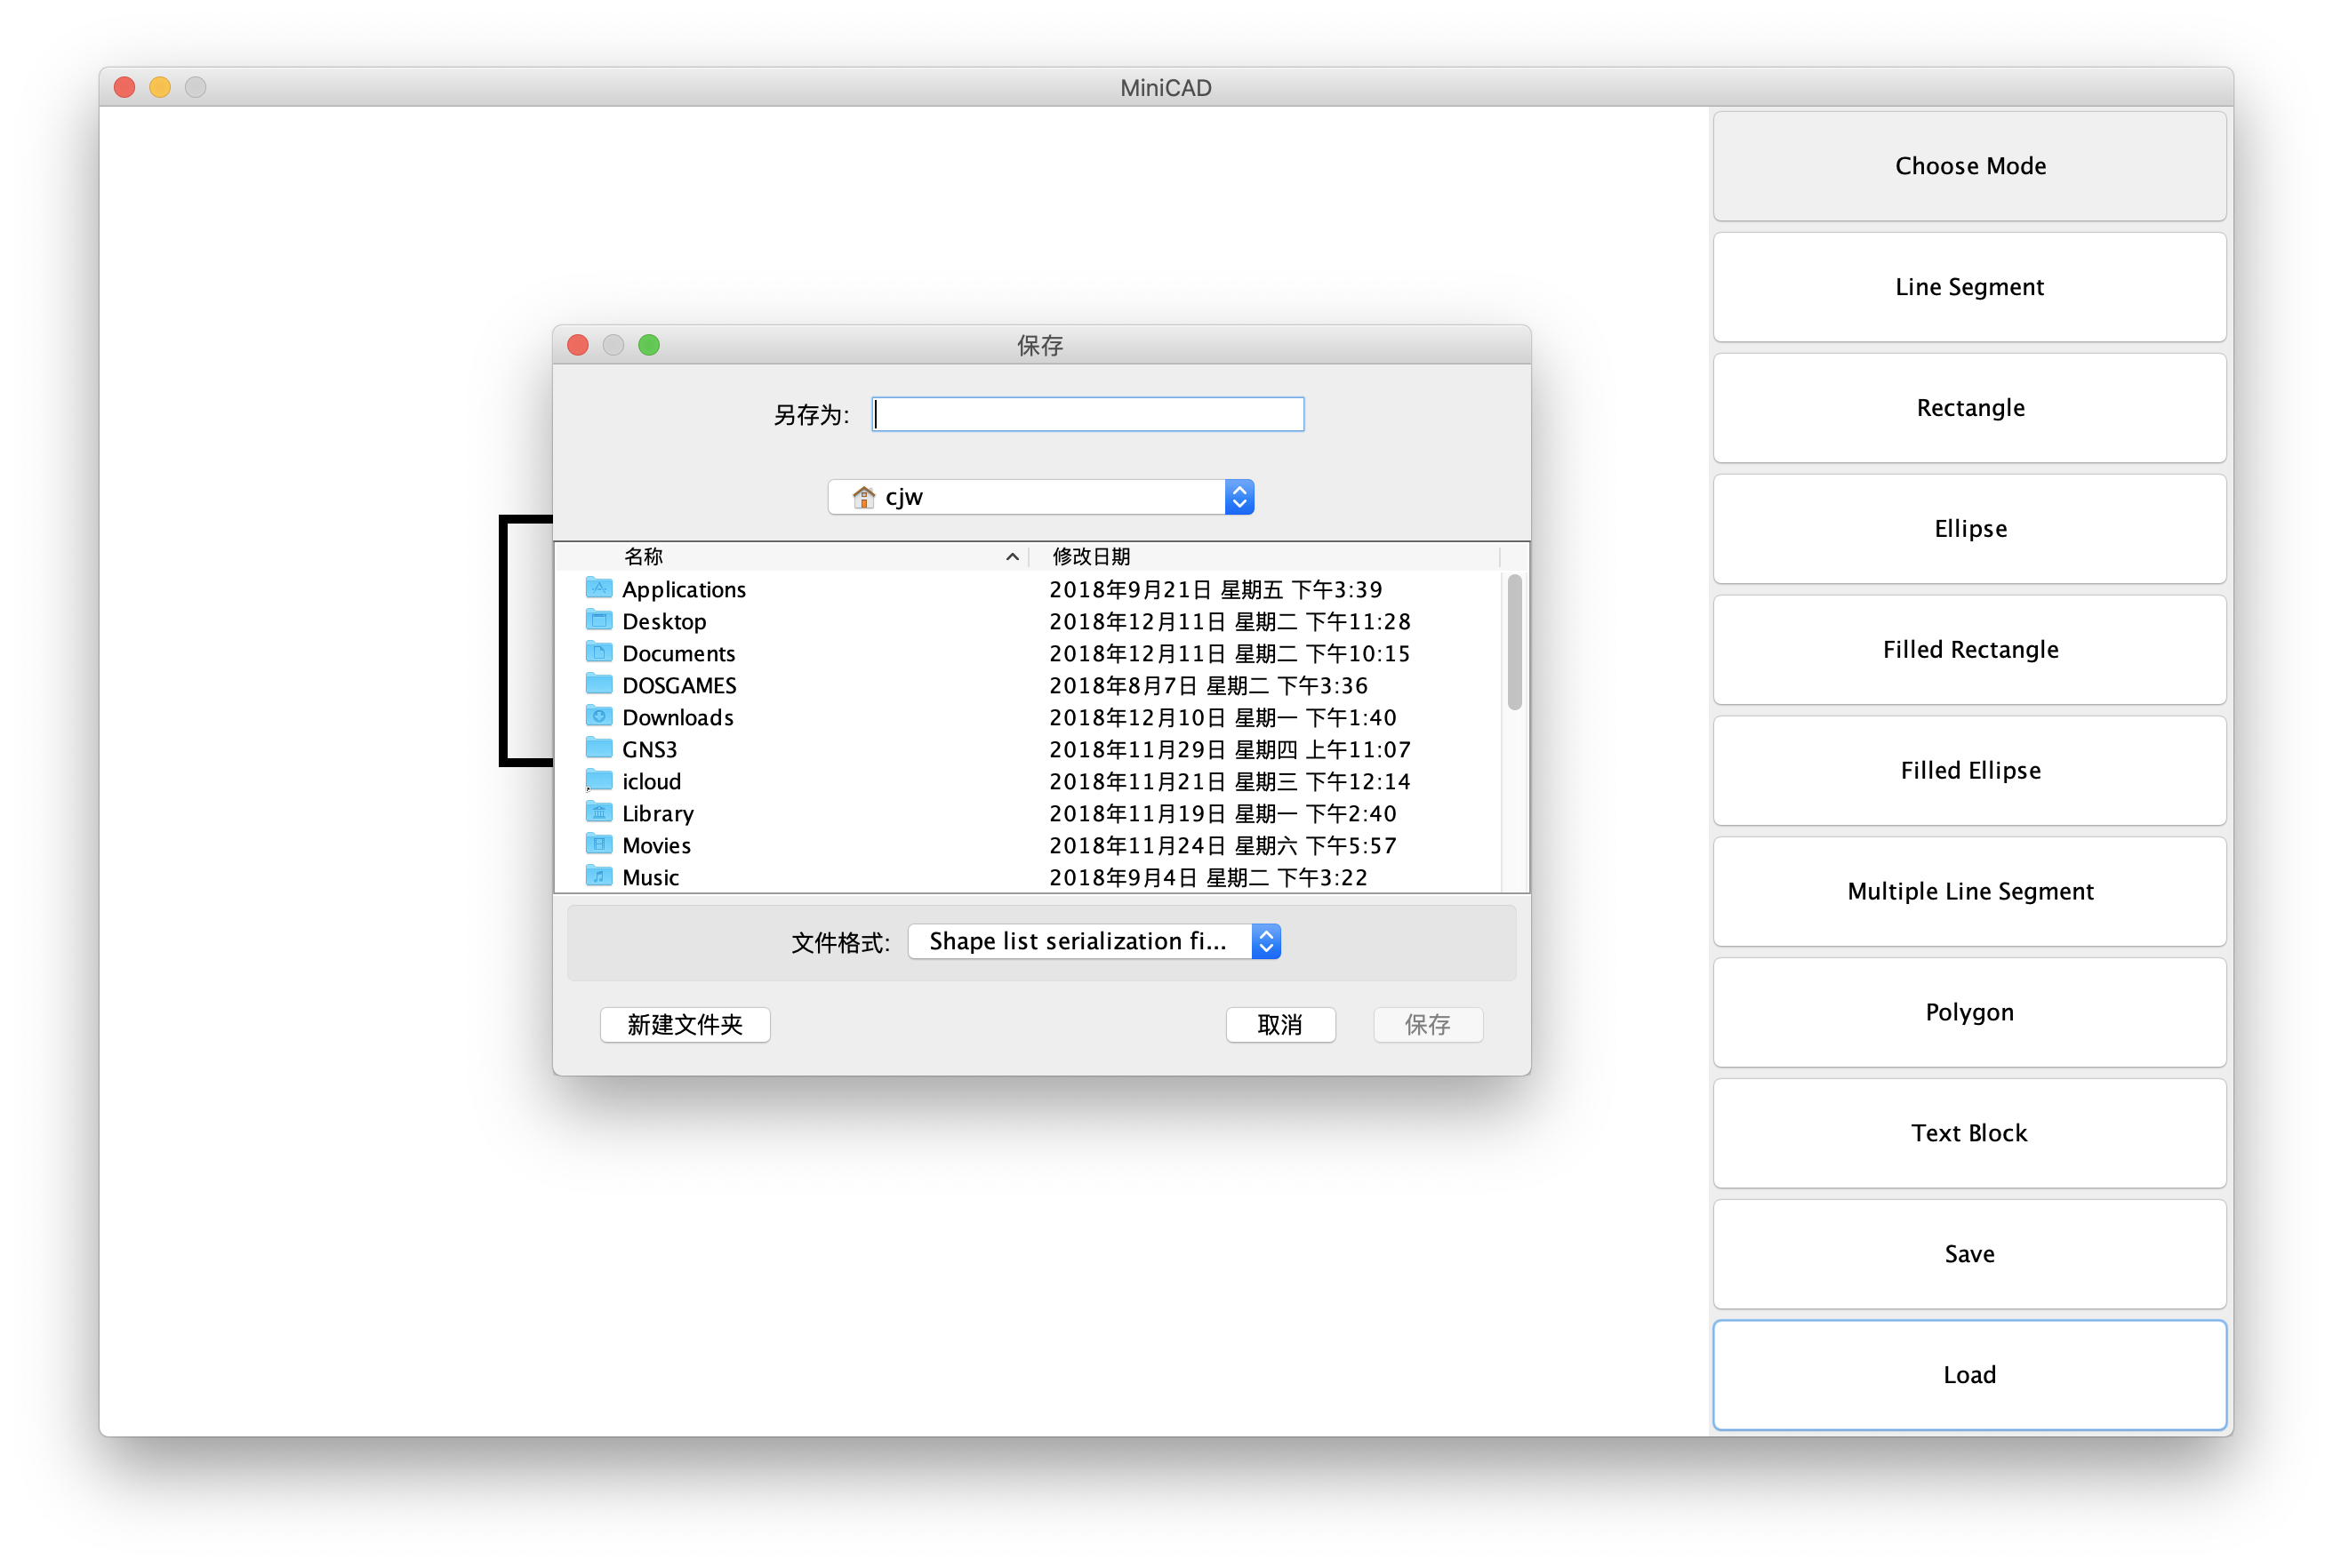 MiniCAD
Choose Mode
Line Segment
Rectangle
Ellipse
Filled Rectangle
Filled Ellipse
Multiple Line Segment
Polygon
Text Block
Save
Load
保存
另存为:
cjw
名称 修改日期
Applications 2018年9月21日 星期五 下午3:39
Desktop 2018年12月11日 星期二 下午11:28
Documents 2018年12月11日 星期二 下午10:15
DOSGAMES 2018年8月7日 星期二 下午3:36
Downloads 2018年12月10日 星期一 下午1:40
GNS3 2018年11月29日 星期四 上午11:07
icloud 2018年11月21日 星期三 下午12:14
Library 2018年11月19日 星期一 下午2:40
Movies 2018年11月24日 星期六 下午5:57
Music 2018年9月4日 星期二 下午3:22
文件格式: Shape list serialization fi...
新建文件夹 取消 保存